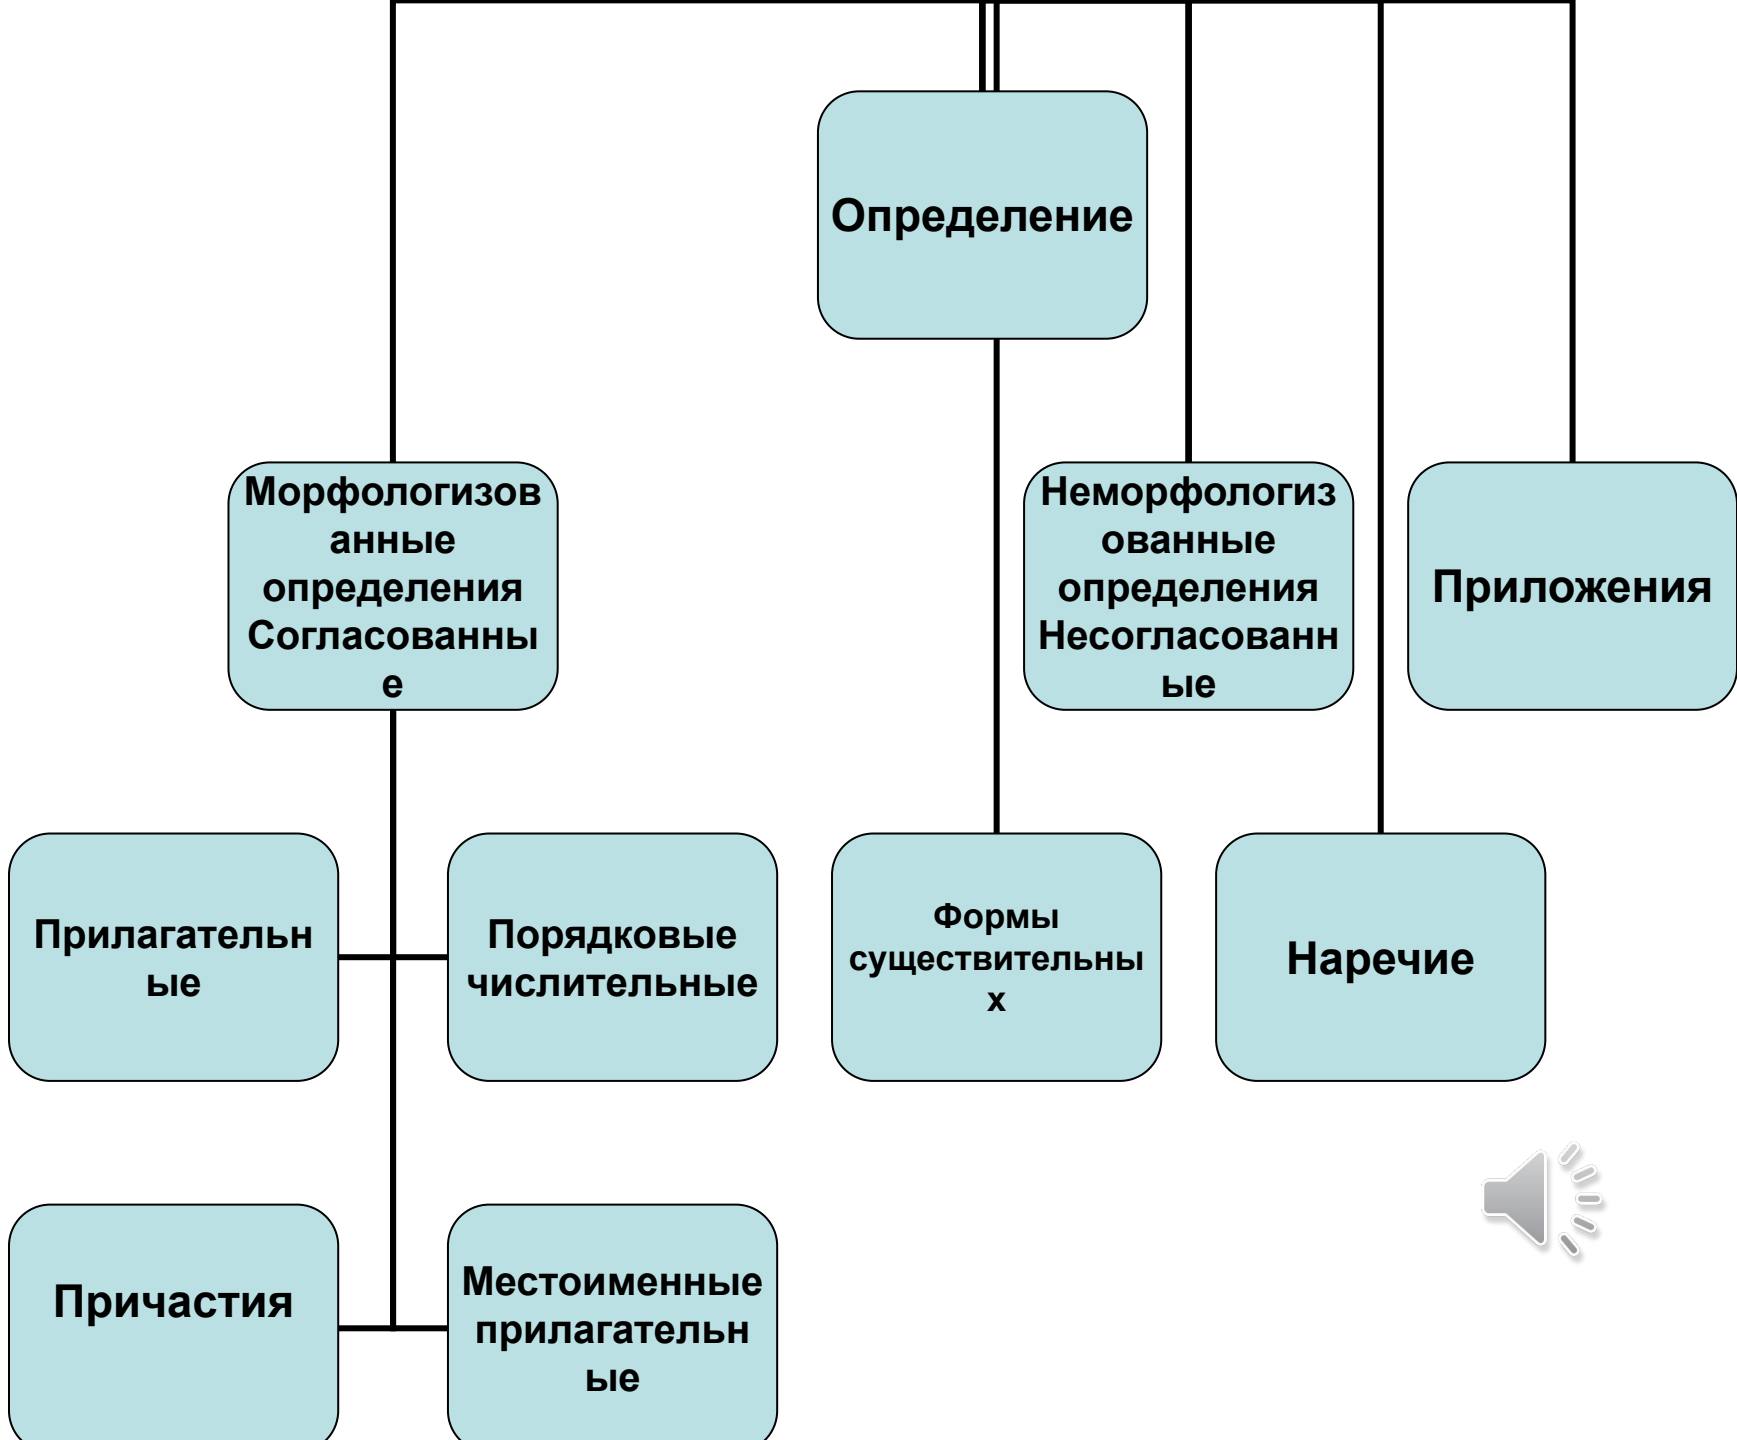 Определение
Морфологизов
анные
определения
Согласованны
е
Неморфологиз
ованные
определения
Несогласованн
ые
Приложения
Прилагательн
ые
Порядковые
числительные
Формы
существительны
х
Наречие
Причастия
Местоименные
прилагательн
ые